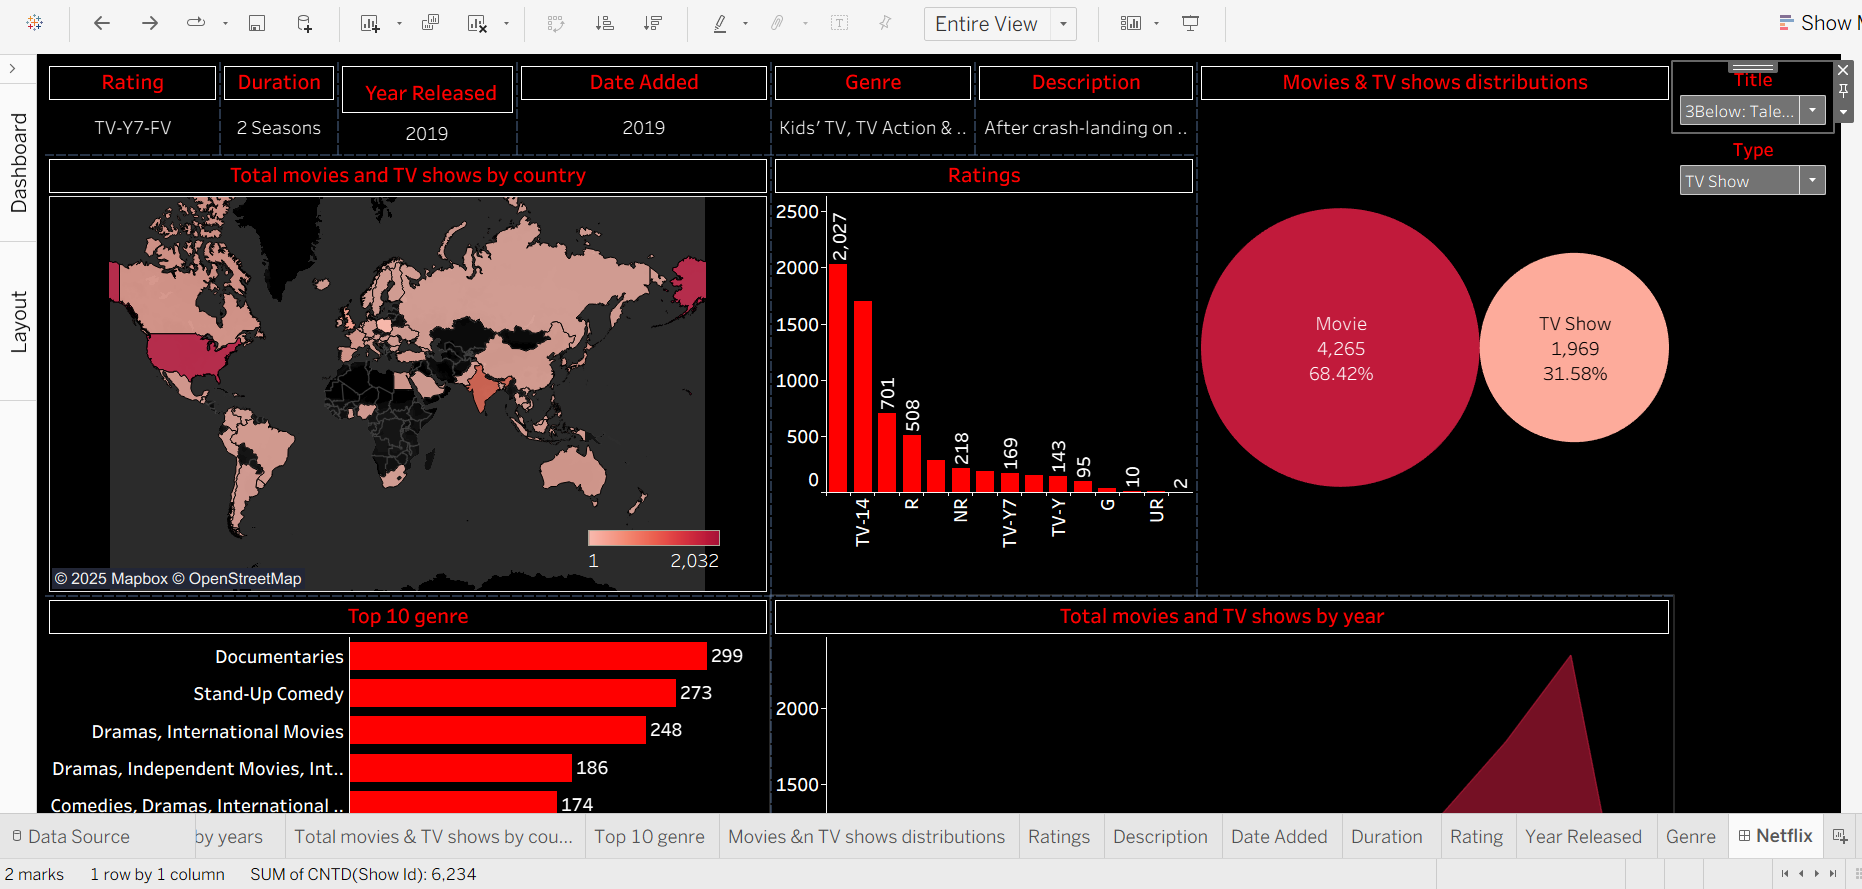 Entire View
Show
Dashboard
Layout
Rating
TV-Y7-FV
Duration
2 Seasons
Year Released
2019
Date Added
2019
Genre
Kids’ TV, TV Action & ..
Description
After crash-landing on ..
Movies & TV shows distributions
Title
3Below: Tale...
Type
TV Show
Total movies and TV shows by country
1
2,032
© 2025 Mapbox © OpenStreetMap
Ratings
2500
2000
1500
1000
500
0
2,027
701
508
218
169
143
95
10
2
TV-14
R
NR
TV-Y7
TV-Y
G
UR
Movie
4,265
68.42%
TV Show
1,969
31.58%
Top 10 genre
Documentaries 299
Stand-Up Comedy 273
Dramas, International Movies 248
Dramas, Independent Movies, Int.. 186
Comedies, Dramas, International .. 174
Total movies and TV shows by year
2000
1500
Data Source
by years
Total movies & TV shows by cou...
Top 10 genre
Movies &n TV shows distributions
Ratings
Description
Date Added
Duration
Rating
Year Released
Genre
Netflix
2 marks
1 row by 1 column
SUM of CNTD(Show Id): 6,234